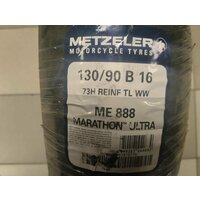 METZELER
MOTORCYCLE TYRES
130/90 B 16
73H REINF TL WW
ME 888
MARATHON ULTRA